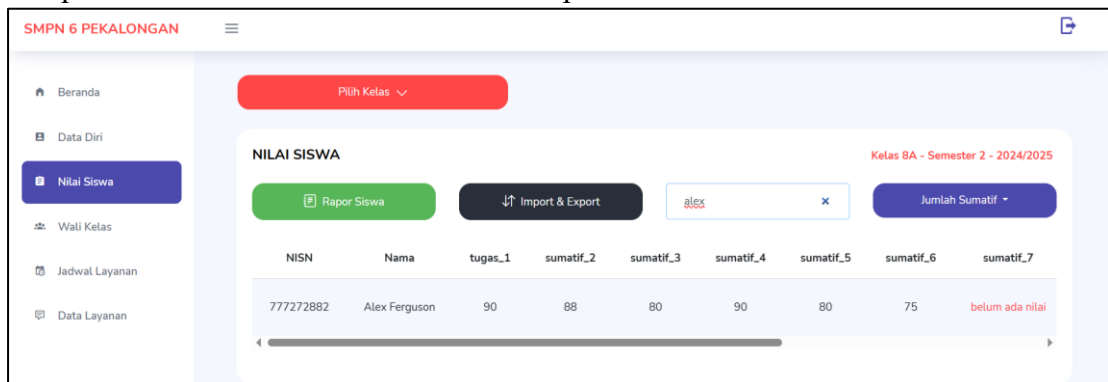 SMPN 6 PEKALONGAN
Beranda
Data Diri
Nilai Siswa
Wali Kelas
Jadwal Layanan
Data Layanan
Pilih Kelas
NILAI SISWA
Kelas 8A - Semester 2 - 2024/2025
Rapor Siswa
Import & Export
alex
Jumlah Sumatif
NISN Nama tugas_1 sumatif_2 sumatif_3 sumatif_4 sumatif_5 sumatif_6 sumatif_7
777272882 Alex Ferguson 90 88 80 90 80 75 belum ada nilai